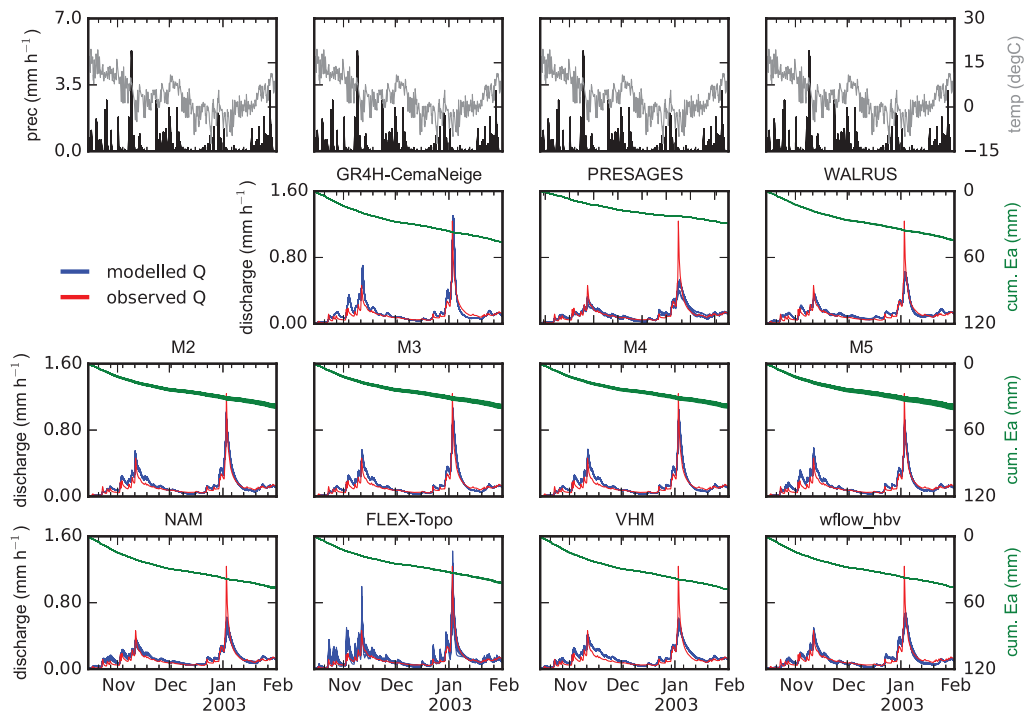 7.0
3.5
0.0
prec (mm h⁻¹)
30
15
0
−15
temp (degC)
GR4H-CemaNeige
PRESAGES
WALRUS
1.60
0.80
0.00
discharge (mm h⁻¹)
0
60
120
cum. Ea (mm)
modelled Q
observed Q
M2
M3
M4
M5
1.60
0.80
0.00
discharge (mm h⁻¹)
0
60
120
cum. Ea (mm)
NAM
FLEX-Topo
VHM
wflow_hbv
1.60
0.80
0.00
discharge (mm h⁻¹)
0
60
120
cum. Ea (mm)
Nov Dec Jan Feb
2003
Nov Dec Jan Feb
2003
Nov Dec Jan Feb
2003
Nov Dec Jan Feb
2003